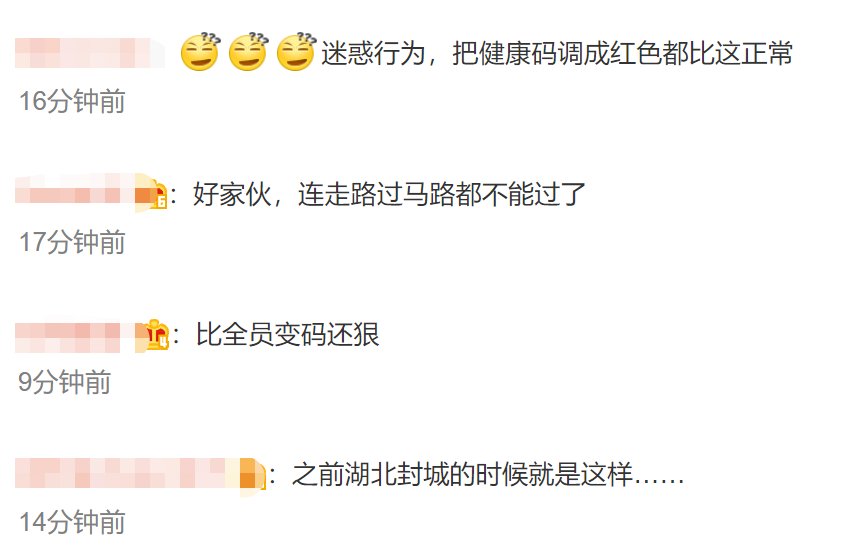 迷惑行为，把健康码调成红色都比这正常
16分钟前
：好家伙，连走路过马路都不能过了
17分钟前
：比全员变码还狠
9分钟前
：之前湖北封城的时候就是这样……
14分钟前